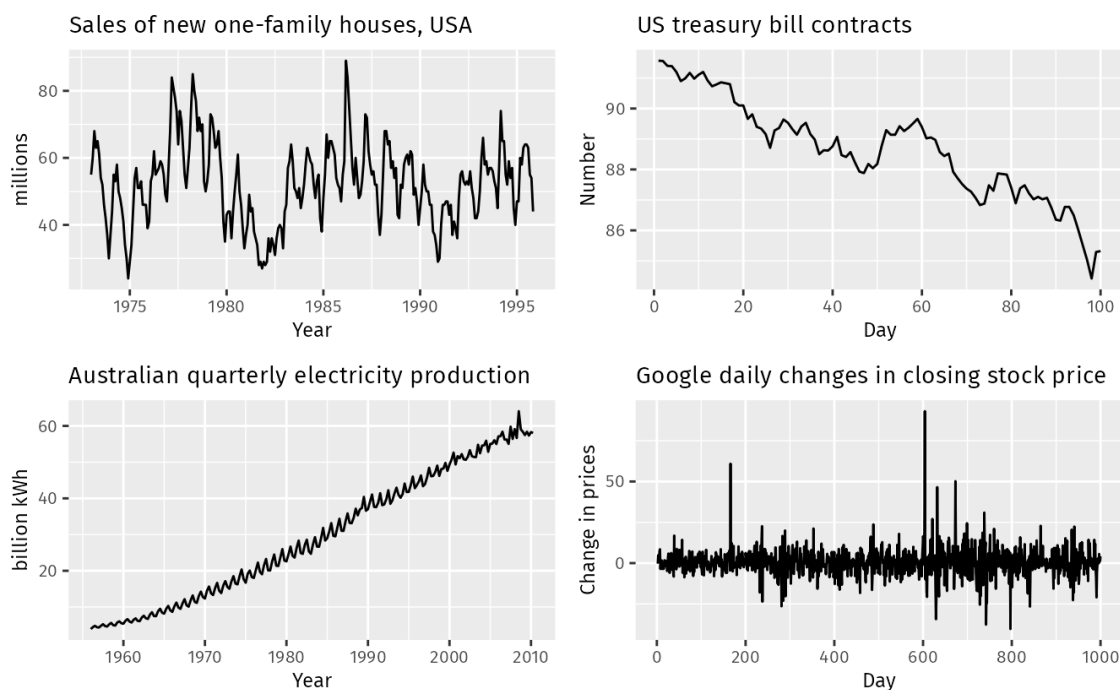 Sales of new one-family houses, USA
80
60
40
millions
1975 1980 1985 1990 1995
Year
US treasury bill contracts
90
88
86
Number
0 20 40 60 80 100
Day
Australian quarterly electricity production
60
40
20
billion kWh
1960 1970 1980 1990 2000 2010
Year
Google daily changes in closing stock price
50
0
Change in prices
0 200 400 600 800 1000
Day